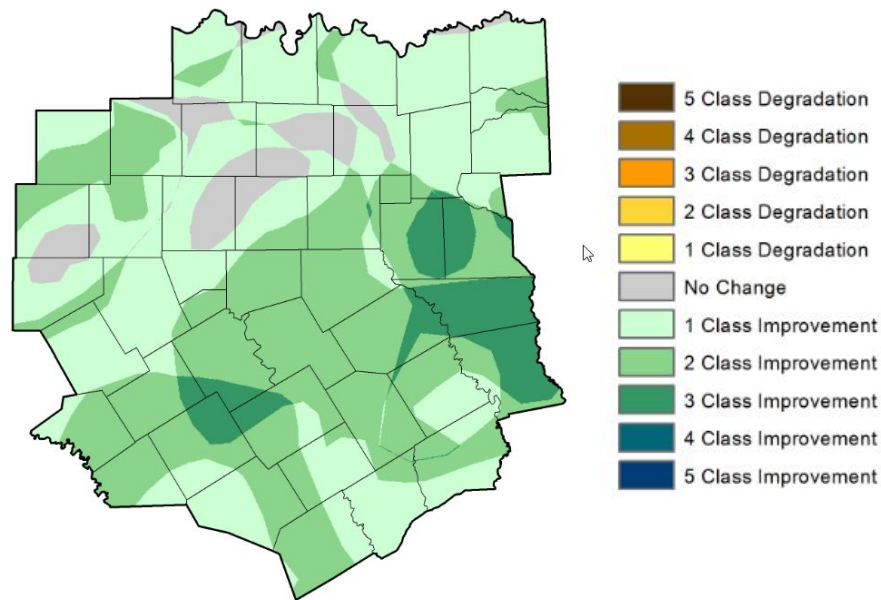 5 Class Degradation
4 Class Degradation
3 Class Degradation
2 Class Degradation
1 Class Degradation
No Change
1 Class Improvement
2 Class Improvement
3 Class Improvement
4 Class Improvement
5 Class Improvement